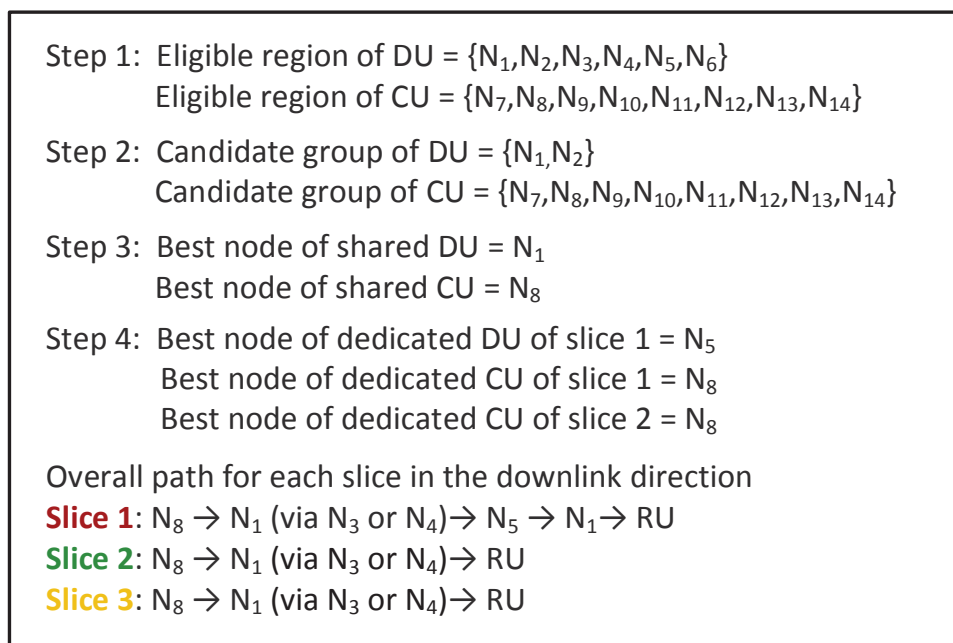 Step 1: Eligible region of DU = {N₁,N₂,N₃,N₄,N₅,N₆}
Eligible region of CU = {N₇,N₈,N₉,N₁₀,N₁₁,N₁₂,N₁₃,N₁₄}
Step 2: Candidate group of DU = {N₁,N₂}
Candidate group of CU = {N₇,N₈,N₉,N₁₀,N₁₁,N₁₂,N₁₃,N₁₄}
Step 3: Best node of shared DU = N₁
Best node of shared CU = N₈
Step 4: Best node of dedicated DU of slice 1 = N₅
Best node of dedicated CU of slice 1 = N₈
Best node of dedicated CU of slice 2 = N₈
Overall path for each slice in the downlink direction
Slice 1: N₈ → N₁ (via N₃ or N₄)→ N₅ → N₁→ RU
Slice 2: N₈ → N₁ (via N₃ or N₄)→ RU
Slice 3: N₈ → N₁ (via N₃ or N₄)→ RU